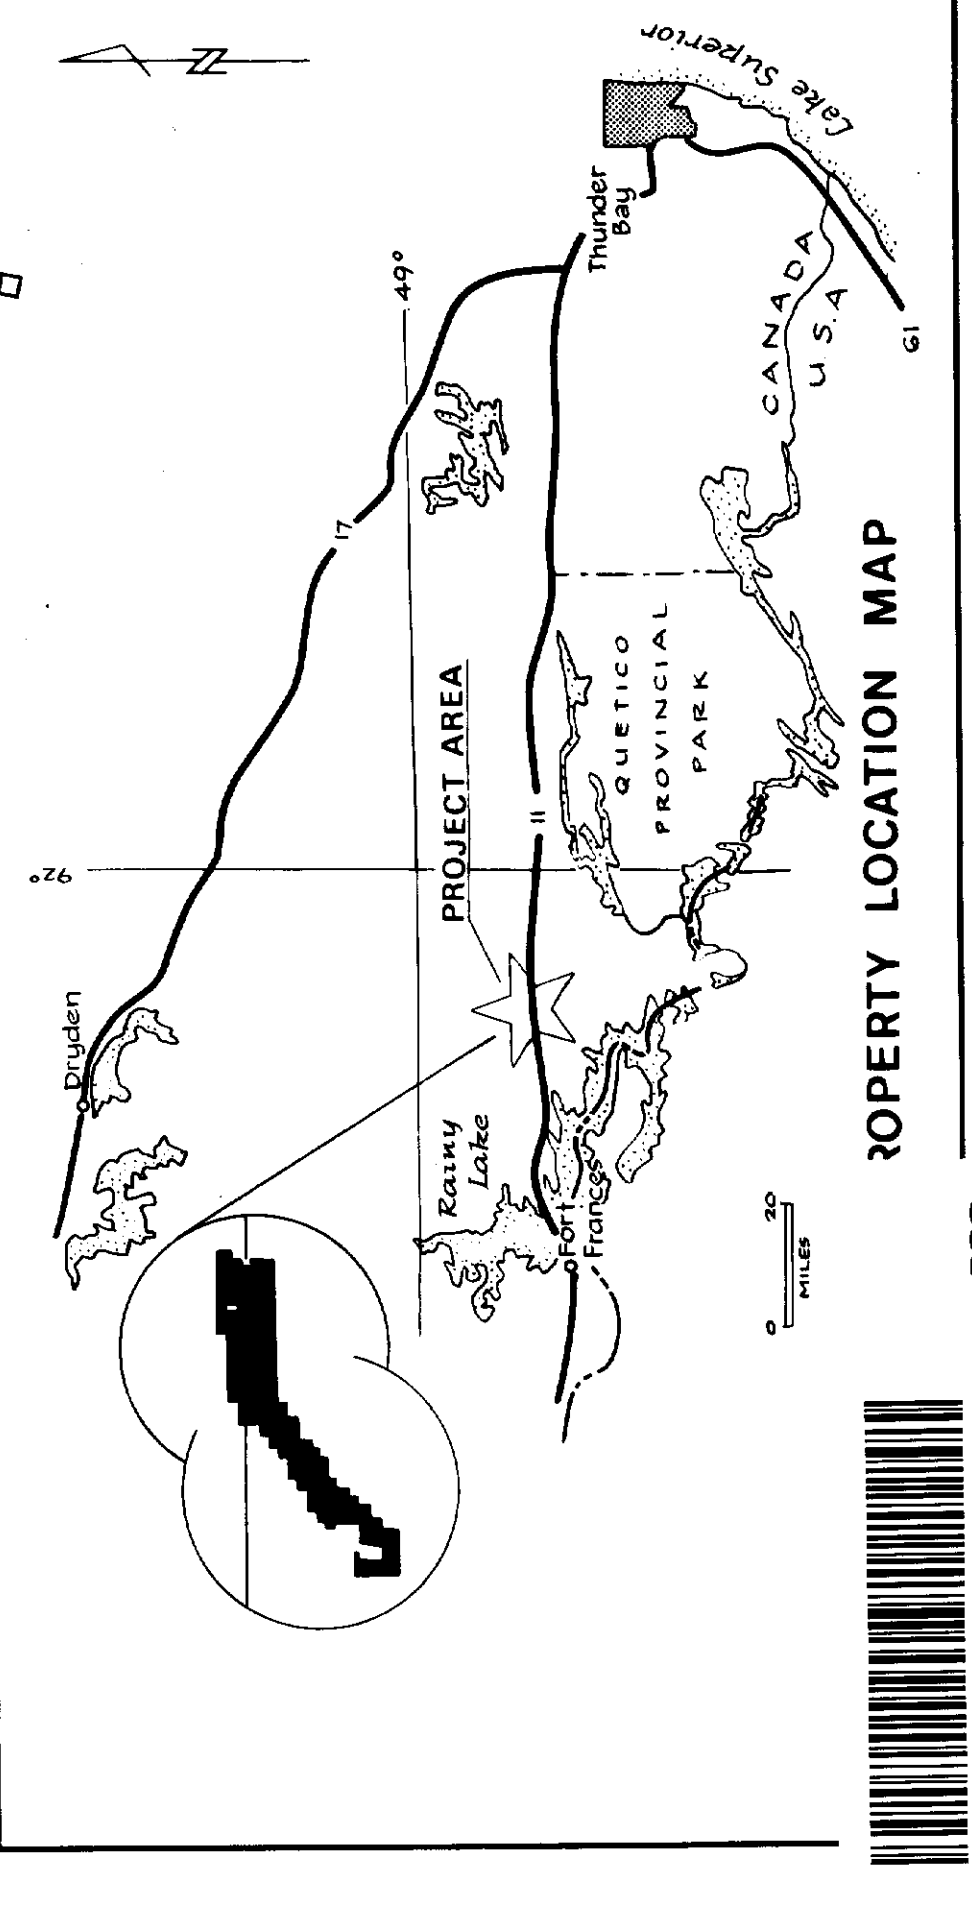 Lake Superior
Thunder
Bay
49°
CANADA
U.S.A
61
17
PROJECT AREA
QUETICO
PROVINCIAL
PARK
11
92°
Dryden
Rainy
Lake
Fort
Frances
0 20
MILES
ROPERTY LOCATION MAP